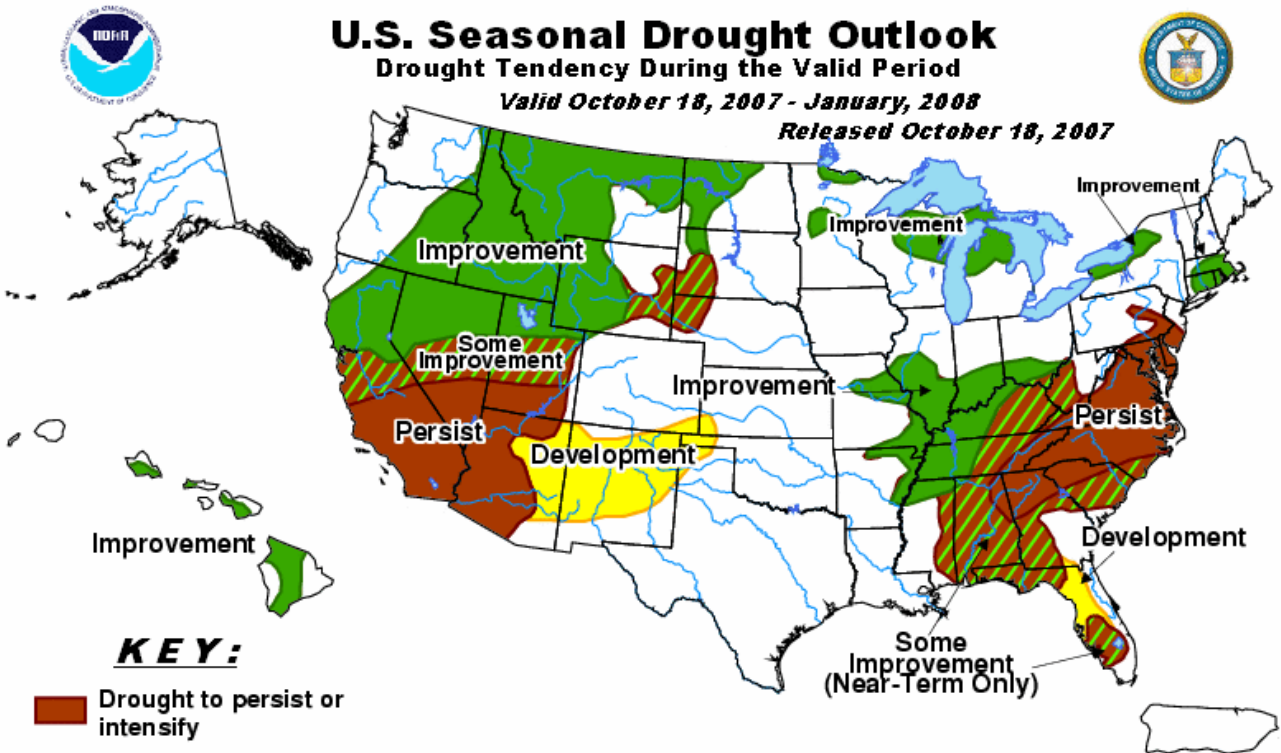 NOAA
U.S. Seasonal Drought Outlook
Drought Tendency During the Valid Period
Valid October 18, 2007 - January, 2008
Released October 18, 2007
Improvement
Improvement
Improvement
Some
Improvement
Improvement
Persist
Persist
Development
Improvement
Development
Some
Improvement
(Near-Term Only)
KEY:
Drought to persist or
intensify